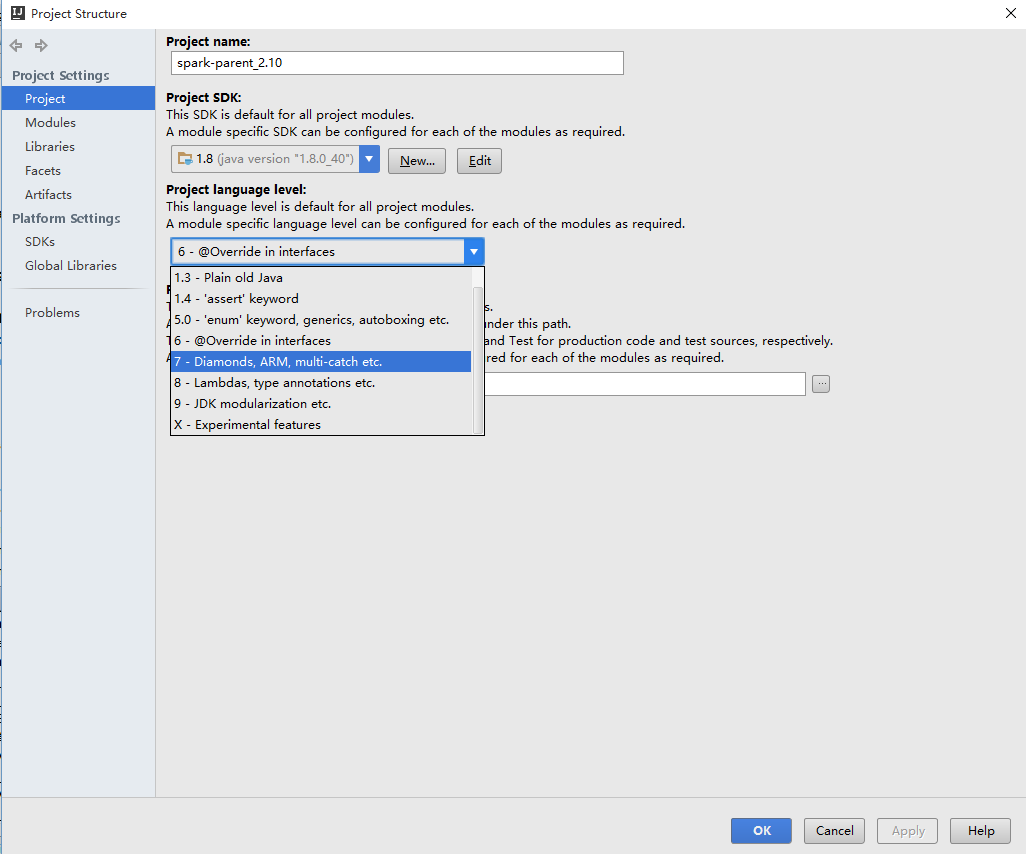 Project Structure
Project Settings
Project
Modules
Libraries
Facets
Artifacts
Platform Settings
SDKs
Global Libraries
Problems
Project name:
spark-parent_2.10
Project SDK:
This SDK is default for all project modules.
A module specific SDK can be configured for each of the modules as required.
1.8 (java version "1.8.0_40")
New...
Edit
Project language level:
This language level is default for all project modules.
A module specific language level can be configured for each of the modules as required.
6 - @Override in interfaces
1.3 - Plain old Java
1.4 - 'assert' keyword
5.0 - 'enum' keyword, generics, autoboxing etc.
6 - @Override in interfaces
7 - Diamonds, ARM, multi-catch etc.
8 - Lambdas, type annotations etc.
9 - JDK modularization etc.
X - Experimental features
s.
under this path.
and Test for production code and test sources, respectively.
red for each of the modules as required.
...
OK
Cancel
Apply
Help